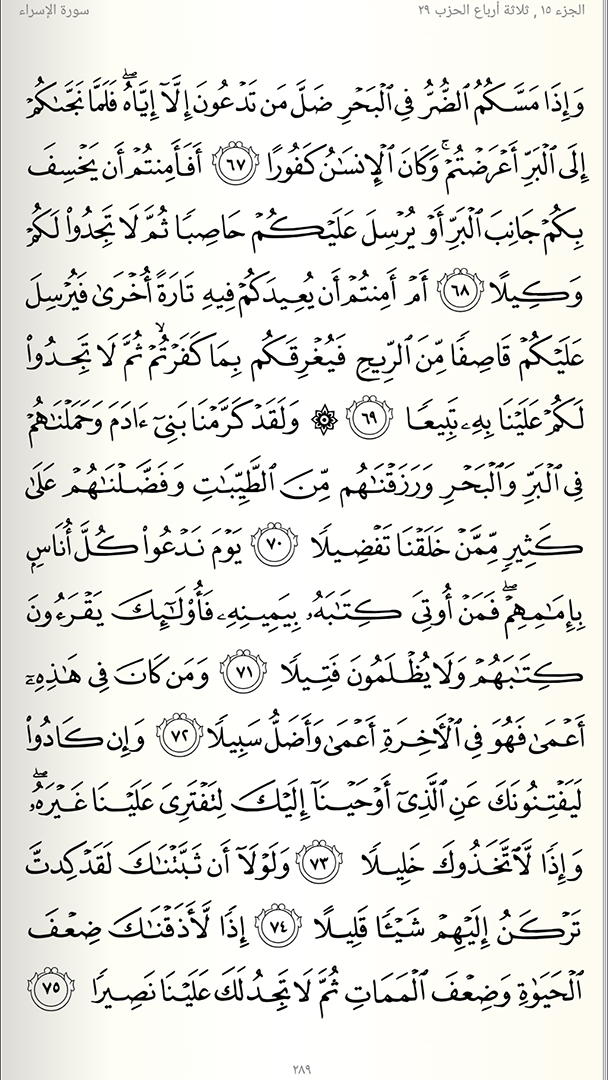 الجزء ١٥ , ثلاثة أرباع الحزب ٢٩
سورة الإسراء
وَإِذَا مَسَّكُمُ ٱلضُّرُّ فِي ٱلۡبَحۡرِ ضَلَّ مَن تَدۡعُونَ إِلَّآ إِيَّاهُۖ فَلَمَّا نَجَّىٰكُمۡ
إِلَى ٱلۡبَرِّ أَعۡرَضۡتُمۡۚ وَكَانَ ٱلۡإِنسَٰنُ كَفُورًا ٦٧ أَفَأَمِنتُمۡ أَن يَخۡسِفَ
بِكُمۡ جَانِبَ ٱلۡبَرِّ أَوۡ يُرۡسِلَ عَلَيۡكُمۡ حَاصِبٗا ثُمَّ لَا تَجِدُواْ لَكُمۡ
وَكِيلًا ٦٨ أَمۡ أَمِنتُمۡ أَن يُعِيدَكُمۡ فِيهِ تَارَةً أُخۡرَىٰ فَيُرۡسِلَ
عَلَيۡكُمۡ قَاصِفٗا مِّنَ ٱلرِّيحِ فَيُغۡرِقَكُم بِمَا كَفَرۡتُمۡ ثُمَّ لَا تَجِدُواْ
لَكُمۡ عَلَيۡنَا بِهِۦ تَبِيعٗا ٦٩ ۞ وَلَقَدۡ كَرَّمۡنَا بَنِيٓ ءَادَمَ وَحَمَلۡنَٰهُمۡ
فِي ٱلۡبَرِّ وَٱلۡبَحۡرِ وَرَزَقۡنَٰهُم مِّنَ ٱلطَّيِّبَٰتِ وَفَضَّلۡنَٰهُمۡ عَلَىٰ
كَثِيرٖ مِّمَّنۡ خَلَقۡنَا تَفۡضِيلٗا ٧٠ يَوۡمَ نَدۡعُواْ كُلَّ أُنَاسِۭ
بِإِمَٰمِهِمۡۖ فَمَنۡ أُوتِيَ كِتَٰبَهُۥ بِيَمِينِهِۦ فَأُوْلَٰٓئِكَ يَقۡرَءُونَ
كِتَٰبَهُمۡ وَلَا يُظۡلَمُونَ فَتِيلٗا ٧١ وَمَن كَانَ فِي هَٰذِهِۦٓ
أَعۡمَىٰ فَهُوَ فِي ٱلۡأٓخِرَةِ أَعۡمَىٰ وَأَضَلُّ سَبِيلٗا ٧٢ وَإِن كَادُواْ
لَيَفۡتِنُونَكَ عَنِ ٱلَّذِيٓ أَوۡحَيۡنَآ إِلَيۡكَ لِتَفۡتَرِيَ عَلَيۡنَا غَيۡرَهُۥۖ
وَإِذٗا لَّٱتَّخَذُوكَ خَلِيلٗا ٧٣ وَلَوۡلَآ أَن ثَبَّتۡنَٰكَ لَقَدۡ كِدتَّ
تَرۡكَنُ إِلَيۡهِمۡ شَيۡـٔٗا قَلِيلًا ٧٤ إِذٗا لَّأَذَقۡنَٰكَ ضِعۡفَ
ٱلۡحَيَوٰةِ وَضِعۡفَ ٱلۡمَمَاتِ ثُمَّ لَا تَجِدُ لَكَ عَلَيۡنَا نَصِيرٗا ٧٥
٢٨٩